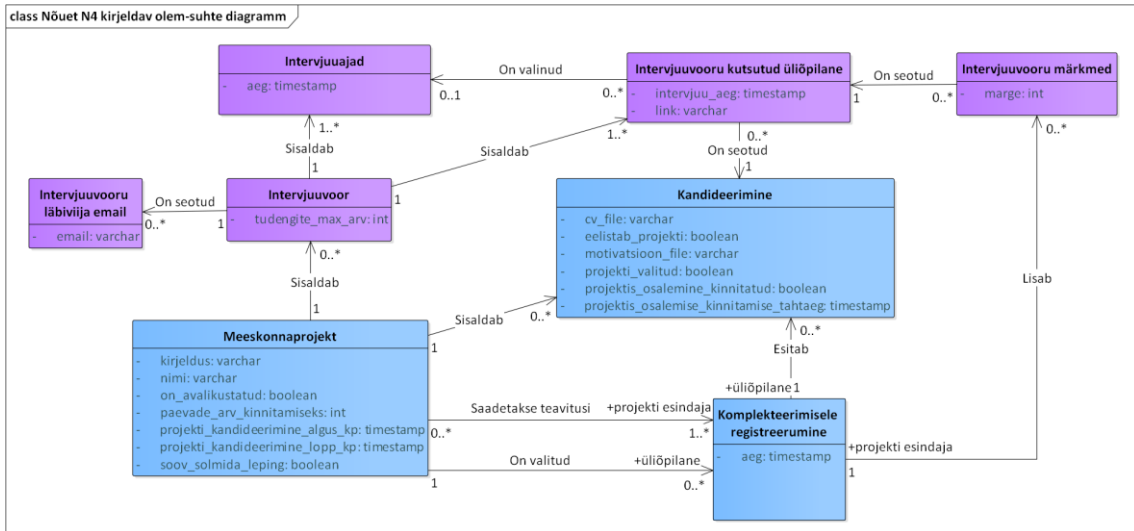 class Nõuet N4 kirjeldav olem-suhte diagramm
Intervjuuajad
- aeg: timestamp
On valinud
0..1
0..*
Intervjuuvooru kutsutud üliõpilane
- intervjuu_aeg: timestamp
- link: varchar
On seotud
1
0..*
Intervjuuvooru märkmed
- marge: int
1..*
Sisaldab
1
1..*
Sisaldab
1
0..*
On seotud
1
0..*
Intervjuuvooru
läbiviija email
- email: varchar
On seotud
0..*
1
Intervjuuvoor
- tudengite_max_arv: int
Kandideerimine
- cv_file: varchar
- eelistab_projekti: boolean
- motivatsioon_file: varchar
- projekti_valitud: boolean
- projektis_osalemine_kinnitatud: boolean
- projektis_osalemise_kinnitamise_tahtaeg: timestamp
0..*
Sisaldab
1
Sisaldab
1
0..*
Lisab
0..*
Esitab
+üliõpilane 1
Meeskonnaprojekt
- kirjeldus: varchar
- nimi: varchar
- on_avalikustatud: boolean
- paevade_arv_kinnitamiseks: int
- projekti_kandideerimine_algus_kp: timestamp
- projekti_kandideerimine_lopp_kp: timestamp
- soov_solmida_leping: boolean
Saadetakse teavitusi
+projekti esindaja
0..*
1..*
On valitud
+üliõpilane
1
0..*
Komplekteerimisele
registreerumine
- aeg: timestamp
+projekti esindaja
1